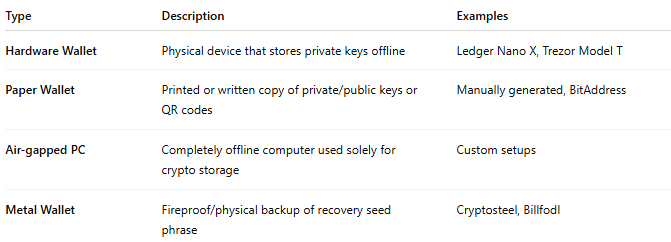 Type Description Examples
Hardware Wallet Physical device that stores private keys offline Ledger Nano X, Trezor Model T
Paper Wallet Printed or written copy of private/public keys or Manually generated, BitAddress
QR codes
Air-gapped PC Completely offline computer used solely for Custom setups
crypto storage
Metal Wallet Fireproof/physical backup of recovery seed Cryptosteel, Billfodl
phrase